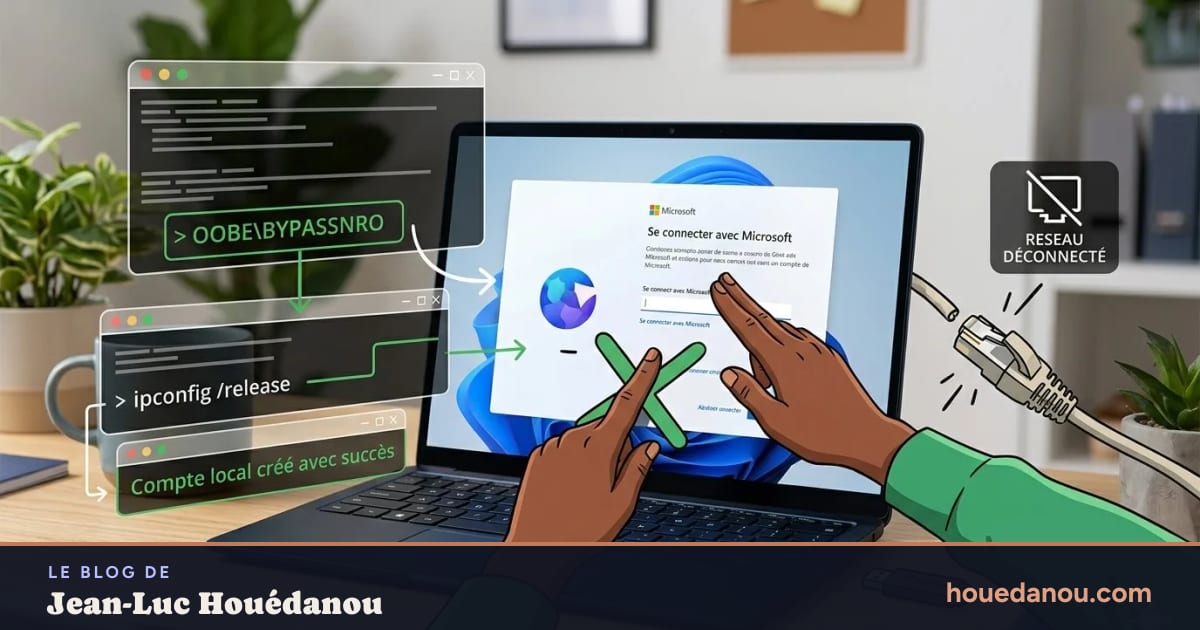 > OOBE\BYPASSNRO
> ipconfig /release
Compte local créé avec succès
Microsoft
Se connecter avec Microsoft
Microsoft.
Se connecter avec Microsoft
RESEAU
DÉCONNECTÉ
LE BLOG DE
Jean-Luc Houédanou
houedanou.com